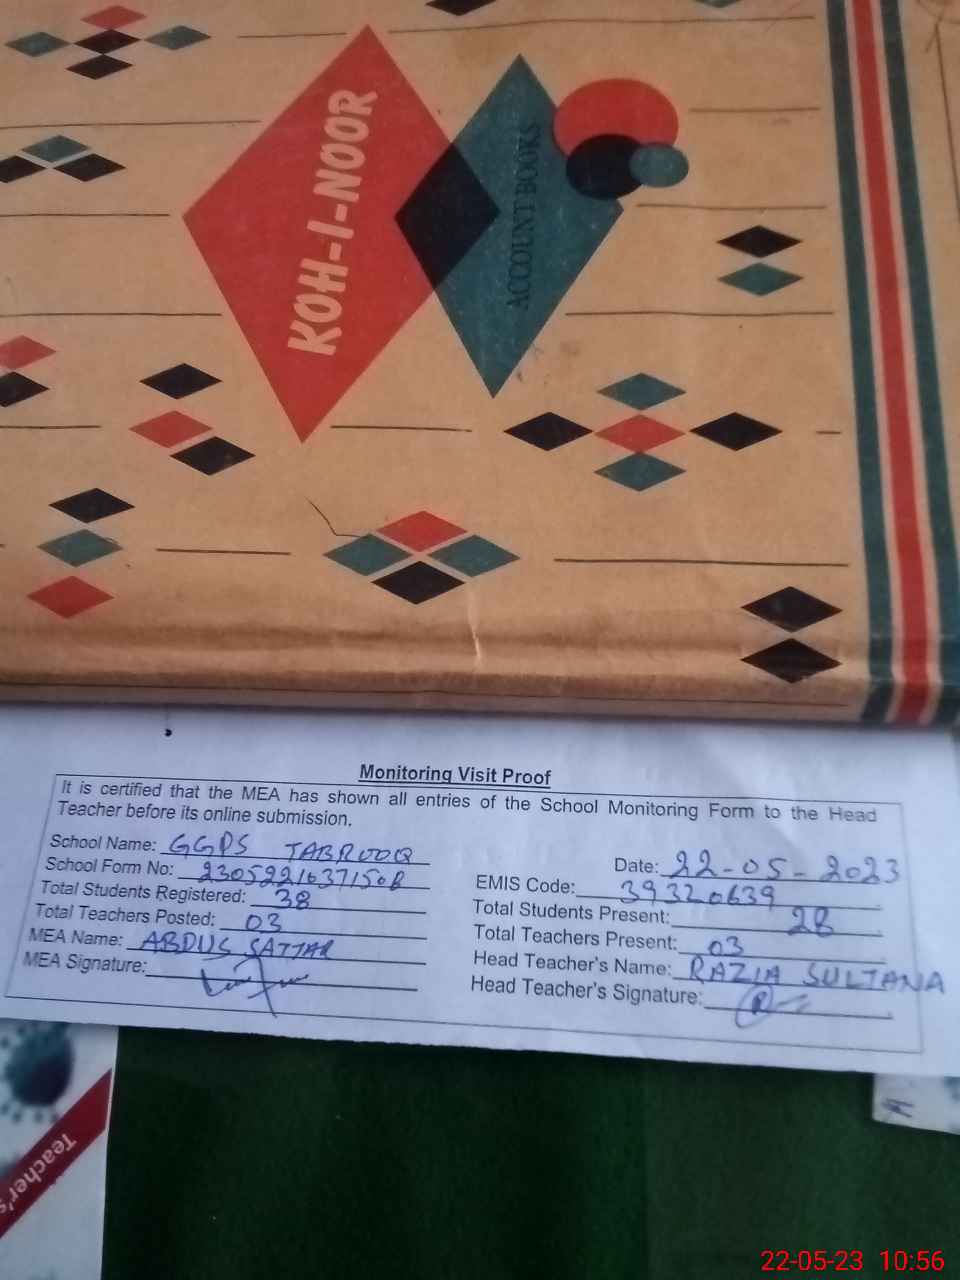 KOH-I-NOOR
ACCOUNT BOOKS
Monitoring Visit Proof
It is certified that the MEA has shown all entries of the School Monitoring Form to the Head
Teacher before its online submission.
School Name: GGPS TABROOQ
Date: 22-05-2023
School Form No:
EMIS Code: 39320639
Total Students Registered: 38
Total Students Present: 28
Total Teachers Posted: 03
Total Teachers Present: 03
MEA Name: ABDUS SATTAR
Head Teacher's Name: RAZIA SULTANA
MEA Signature:
Head Teacher's Signature: R
Teacher's
22-05-23 10:56